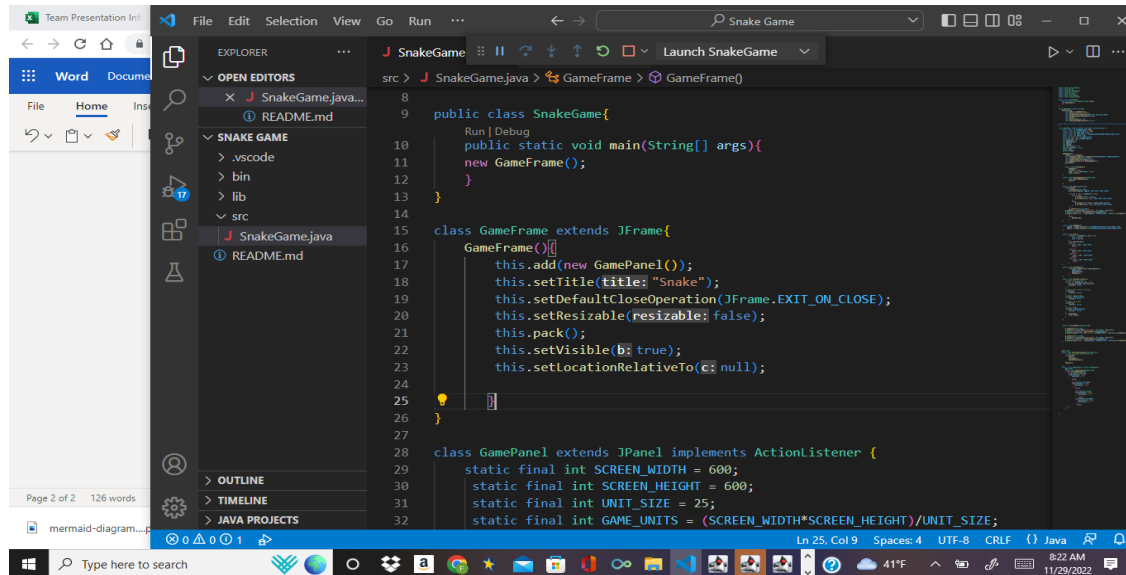 Team Presentation Inf
File Edit Selection View Go Run ···
Snake Game
Word Docume
File Home Inse
Page 2 of 2 126 words
mermaid-diagram....p
EXPLORER ···
OPEN EDITORS
J SnakeGame.java...
README.md
SNAKE GAME
.vscode
bin
lib
src
J SnakeGame.java
README.md
OUTLINE
TIMELINE
JAVA PROJECTS
17
J SnakeGame
Launch SnakeGame
src > J SnakeGame.java > GameFrame > GameFrame()
8
9 public class SnakeGame{
Run | Debug
10 public static void main(String[] args){
11 new GameFrame();
12 }
13 }
14
15 class GameFrame extends JFrame{
16 GameFrame(){
17 this.add(new GamePanel());
18 this.setTitle(title: "Snake");
19 this.setDefaultCloseOperation(JFrame.EXIT_ON_CLOSE);
20 this.setResizable(resizable: false);
21 this.pack();
22 this.setVisible(b: true);
23 this.setLocationRelativeTo(c: null);
24
25 }
26 }
27
28 class GamePanel extends JPanel implements ActionListener {
29 static final int SCREEN_WIDTH = 600;
30 static final int SCREEN_HEIGHT = 600;
31 static final int UNIT_SIZE = 25;
32 static final int GAME_UNITS = (SCREEN_WIDTH*SCREEN_HEIGHT)/UNIT_SIZE;
0 0 1 Ln 25, Col 9 Spaces: 4 UTF-8 CRLF {} Java
Type here to search
41°F
8:22 AM
11/29/2022